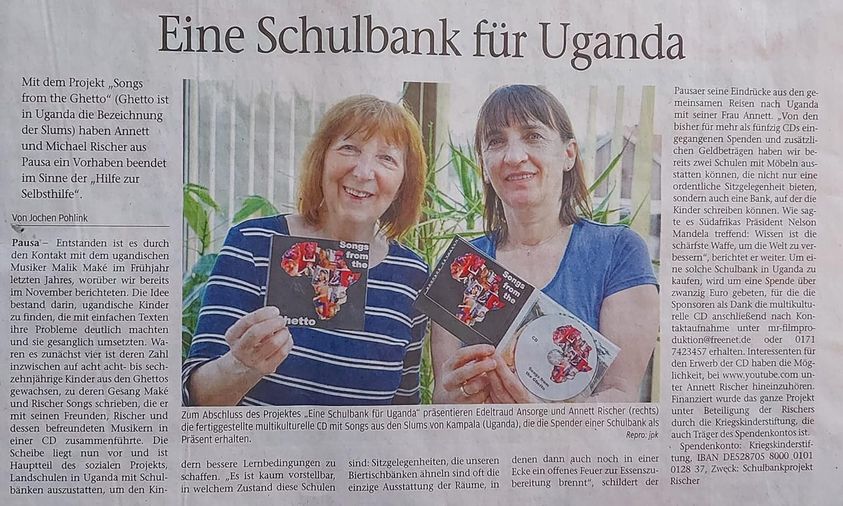 Eine Schulbank für Uganda
Mit dem Projekt „Songs
from the Ghetto“ (Ghetto ist
in Uganda die Bezeichnung
der Slums) haben Annett
und Michael Rischer aus
Pausa ein Vorhaben beendet
im Sinne der „Hilfe zur
Selbsthilfe“.
Von Jochen Pohlink
Pausa – Entstanden ist es durch
den Kontakt mit dem ugandischen
Musiker Malik Maké im Frühjahr
letzten Jahres, worüber wir bereits
im November berichteten. Die Idee
bestand darin, ugandische Kinder
zu finden, die mit einfachen Texten
ihre Probleme deutlich machten
und sie gesanglich umsetzten. Wa-
ren es zunächst vier ist deren Zahl
inzwischen auf acht acht- bis sech-
zehnjährige Kinder aus den Ghettos
gewachsen, zu deren Gesang Maké
und Rischer Songs schrieben, die er
mit seinen Freunden, Rischer und
dessen befreundeten Musikern in
einer CD zusammenführte. Die
Scheibe liegt nun vor und ist
Hauptteil des sozialen Projekts,
Landschulen in Uganda mit Schul-
bänken auszustatten, um den Kin-
Songs
from the
Ghetto
Songs
from the
CD
Songs from
the Ghetto
Zum Abschluss des Projektes „Eine Schulbank für Uganda“ präsentieren Edeltraud Ansorge und Annett Rischer (rechts)
die fertiggestellte multikulturelle CD mit Songs aus den Slums von Kampala (Uganda), die die Spender einer Schulbank als
Präsent erhalten.
Repro: jpk
dern bessere Lernbedingungen zu
schaffen. „Es ist kaum vorstellbar,
in welchem Zustand diese Schulen
sind: Sitzgelegenheiten, die unseren
Biertischbänken ähneln sind oft die
einzige Ausstattung der Räume, in
denen dann auch noch in einer
Ecke ein offenes Feuer zur Essenszu-
bereitung brennt“, schildert der
Pausaer seine Eindrücke aus den ge-
meinsamen Reisen nach Uganda
mit seiner Frau Annett. „Von den
bisher für mehr als fünfzig CDs ein-
gegangenen Spenden und zusätzli-
chen Geldbeträgen haben wir be-
reits zwei Schulen mit Möbeln aus-
statten können, die nicht nur eine
ordentliche Sitzgelegenheit bieten,
sondern auch eine Bank, auf der die
Kinder schreiben können. Wie sag-
te es Südafrikas Präsident Nelson
Mandela treffend: Wissen ist die
schärfste Waffe, um die Welt zu ver-
bessern“, berichtet er weiter. Um ei-
ne solche Schulbank in Uganda zu
kaufen, wird um eine Spende über
zwanzig Euro gebeten, für die die
Sponsoren als Dank die multikultu-
relle CD anschließend nach Kon-
taktaufnahme unter mr-filmpro-
duktion@freenet.de oder 0171
7423457 erhalten. Interessenten für
den Erwerb der CD haben die Mög-
lichkeit, bei www.youtube.com un-
ter Annett Rischer hineinzuhören.
Finanziert wurde das ganze Projekt
unter Beteiligung der Rischers
durch die Kriegskinderstiftung, die
auch Träger des Spendenkontos ist.
Spendenkonto: Kriegskinderstif-
tung, IBAN DE528705 8000 0101
0128 37, Zweck: Schulbankprojekt
Rischer